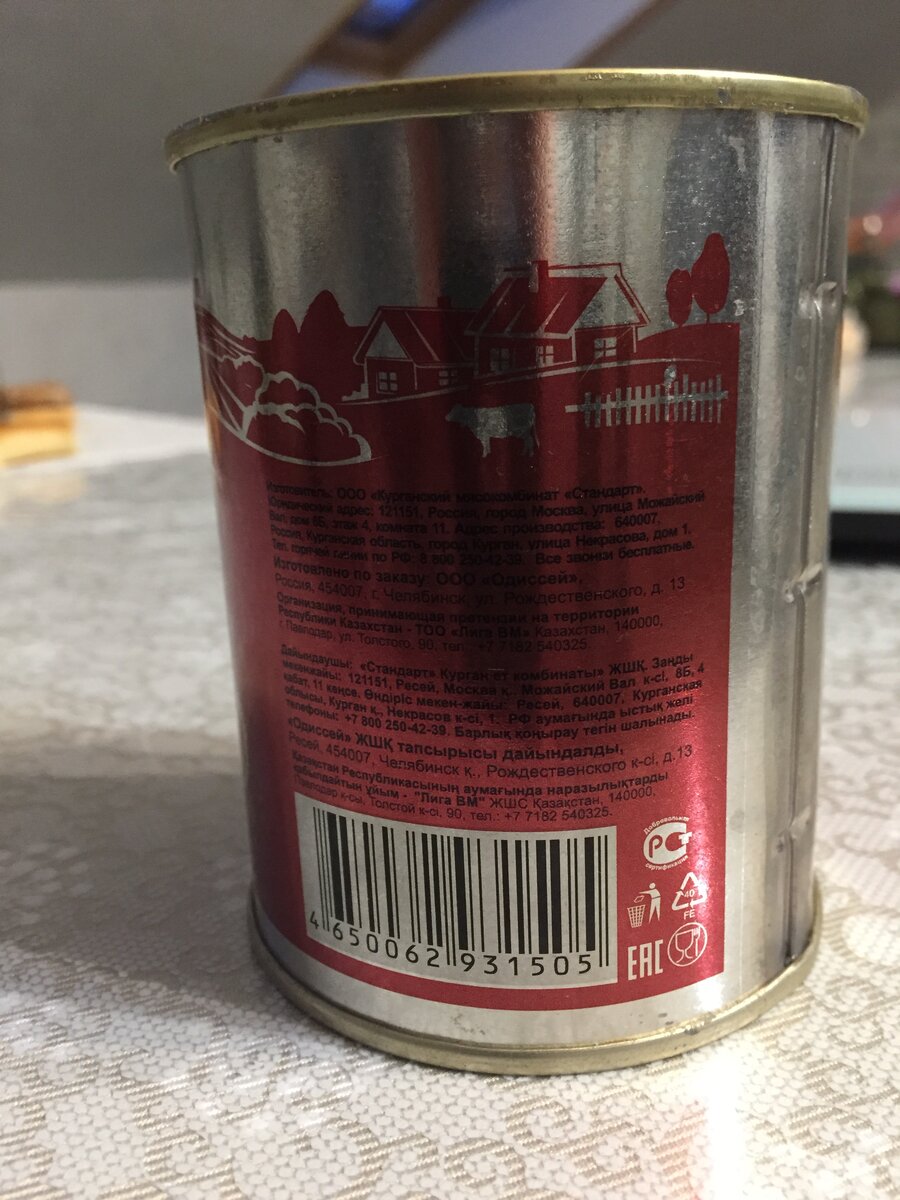 Изготовитель: ООО «Курганский мясокомбинат «Стандарт».
Юридический адрес: 121151, Россия, город Москва, улица Можайский
Вал, дом 8Б, этаж 4, комната 11. Адрес производства: 640007,
Россия, Курганская область, город Курган, улица Некрасова, дом 1.
Тел. горячей линии по РФ: 8 800 250-42-39. Все звонки бесплатные.
Изготовлено по заказу: ООО «Одиссей»,
Россия, 454007, г. Челябинск, ул. Рождественского, д. 13
Организация, принимающая претензии на территории
Республики Казахстан - ТОО «Лига ВМ» Казахстан, 140000,
г. Павлодар, ул. Толстого, 90, тел.: +7 7182 540325.
Дайындаушы: «Стандарт» Курган ет комбинаты» ЖШҚ. Заңды
мекенжайы: 121151, Ресей, Москва қ., Можайский Вал к-сі, 8Б, 4
қабат, 11 кеңсе. Өндіріс мекен-жайы: Ресей, 640007, Курганская
облысы, Курган қ., Некрасов к-сі, 1; РФ аумағында ыстық желі
телефоны: +7 800 250-42-39. Барлық қоңырау тегін шалынады.
«Одиссей» ЖШҚ тапсырысы дайындалды,
Ресей, 454007, Челябинск қ., Рождественского к-сі, д.13
Қазақстан Республикасының аумағында наразылықтарды
қабылдайтын ұйым - "Лига ВМ" ЖШС Қазақстан, 140000,
Павлодар к-сы, Толстой к-сі, 90, тел.: +7 7182 540325.
4 650062 931505
Добровольная
РСТ
сертификация
40
FE
EAC